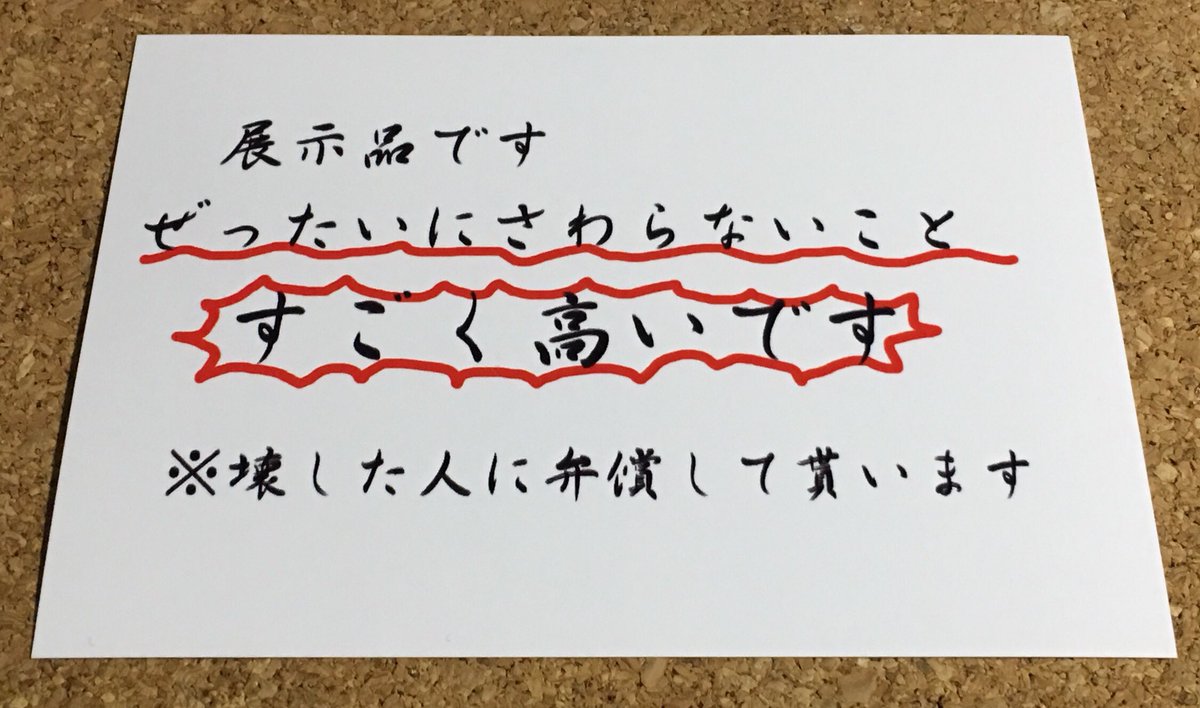 展示品です
ぜったいにさわらないこと
すごく高いです
※壊した人に弁償して貰います